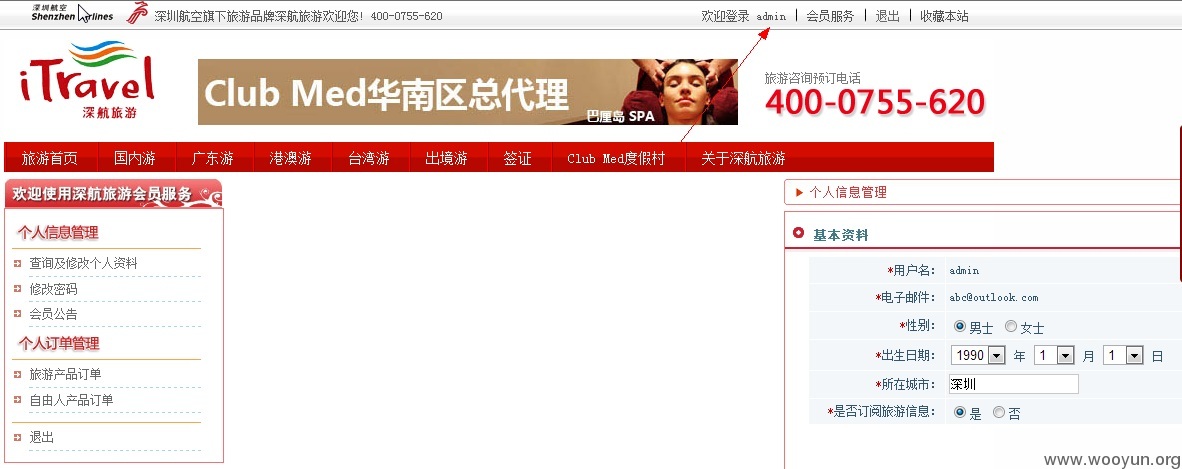 深圳航空
Shenzhen Airlines
深圳航空旗下旅游品牌深航旅游欢迎您! 400-0755-620
欢迎登录 admin | 会员服务 | 退出 | 收藏本站
iTravel
深航旅游
Club Med华南区总代理
巴厘岛 SPA
旅游咨询预订电话
400-0755-620
旅游首页 国内游 广东游 港澳游 台湾游 出境游 签证 Club Med度假村 关于深航旅游
欢迎使用深航旅游会员服务
个人信息管理
查询及修改个人资料
修改密码
会员公告
个人订单管理
旅游产品订单
自由人产品订单
退出
个人信息管理
基本资料
*用户名: admin
*电子邮件: abc@outlook.com
*性别: 男士 女士
*出生日期: 1990 年 1 月 1 日
*所在城市: 深圳
*是否订阅旅游信息: 是 否
www.wooyun.org